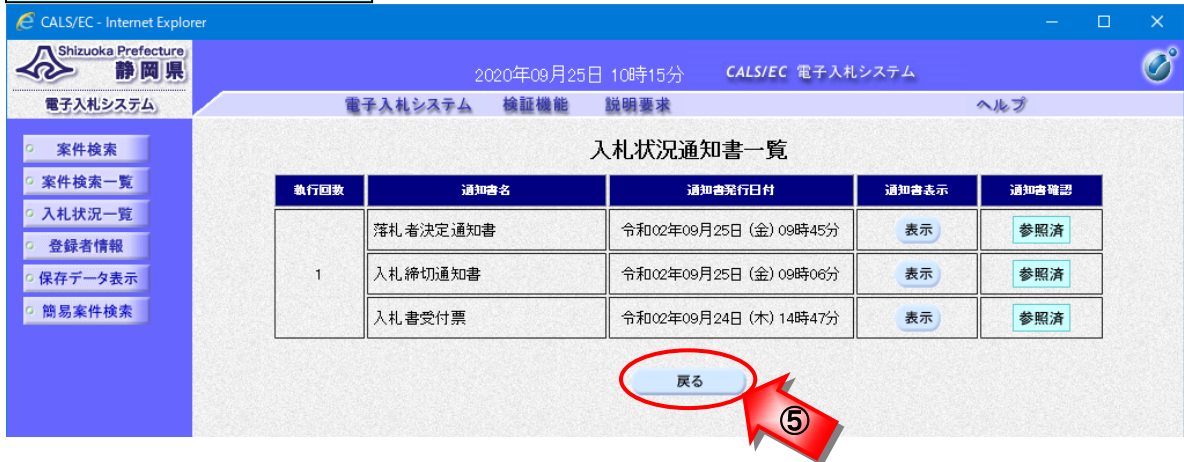 CALS/EC - Internet Explorer
Shizuoka Prefecture
静岡県
2020年09月25日 10時15分
CALS/EC 電子入札システム
電子入札システム
電子入札システム 検証機能 説明要求 ヘルプ
案件検索
案件検索一覧
入札状況一覧
登録者情報
保存データ表示
簡易案件検索
入札状況通知書一覧
執行回数 通知書名 通知書発行日付 通知書表示 通知書確認
1
落札者決定通知書 令和02年09月25日 (金) 09時45分 表示 参照済
入札締切通知書 令和02年09月25日 (金) 09時06分 表示 参照済
入札書受付票 令和02年09月24日 (木) 14時47分 表示 参照済
戻る
⑤